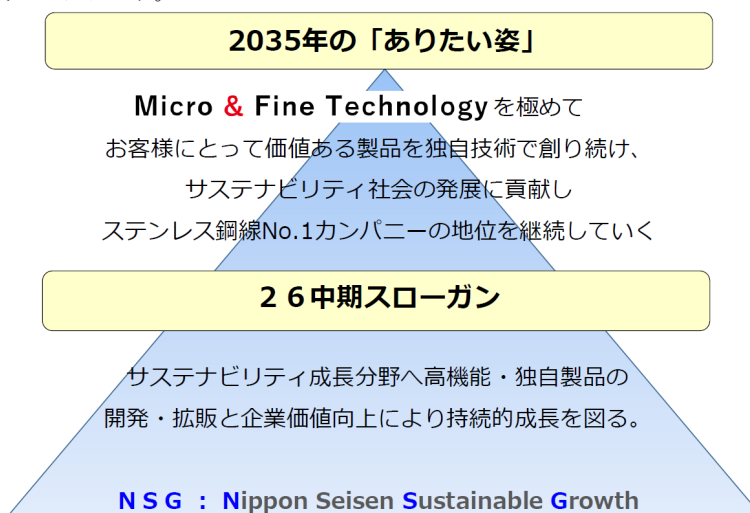 2035年の「ありたい姿」
Micro & Fine Technologyを極めて
お客様にとって価値ある製品を独自技術で創り続け、
サステナビリティ社会の発展に貢献し
ステンレス鋼線No.1カンパニーの地位を継続していく
２６中期スローガン
サステナビリティ成長分野へ高機能・独自製品の
開発・拡販と企業価値向上により持続的成長を図る。
ＮＳＧ：Nippon Seisen Sustainable Growth